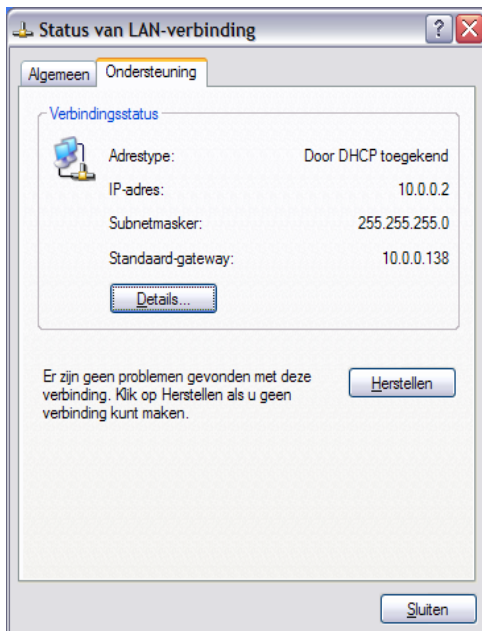 Status van LAN-verbinding
Algemeen
Ondersteuning
Verbindingsstatus
Adrestype: Door DHCP toegekend
IP-adres: 10.0.0.2
Subnetmasker: 255.255.255.0
Standaard-gateway: 10.0.0.138
Details...
Er zijn geen problemen gevonden met deze
verbinding. Klik op Herstellen als u geen
verbinding kunt maken.
Herstellen
Sluiten